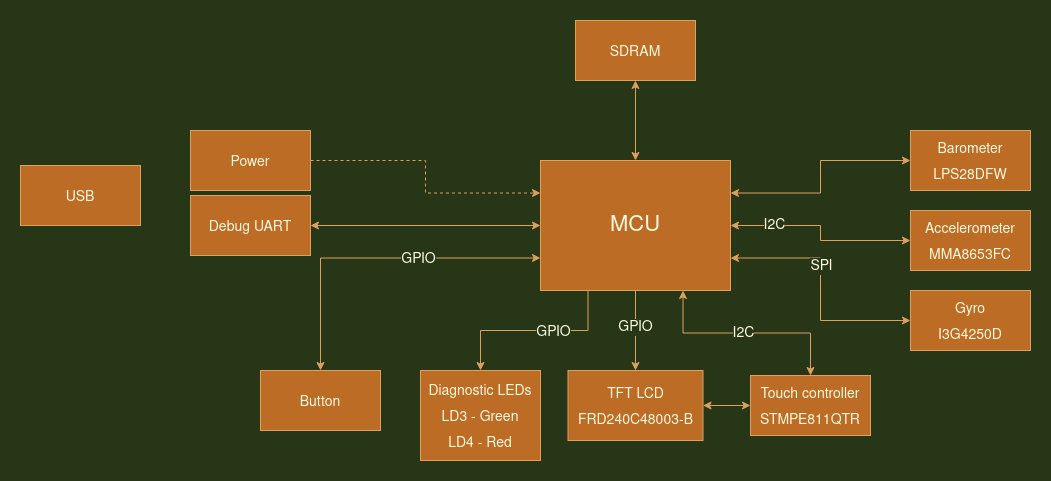 SDRAM
Power
USB
Debug UART
MCU
Barometer
LPS28DFW
I2C
Accelerometer
MMA8653FC
GPIO
SPI
Gyro
I3G4250D
GPIO
GPIO
I2C
Button
Diagnostic LEDs
LD3 - Green
LD4 - Red
TFT LCD
FRD240C48003-B
Touch controller
STMPE811QTR